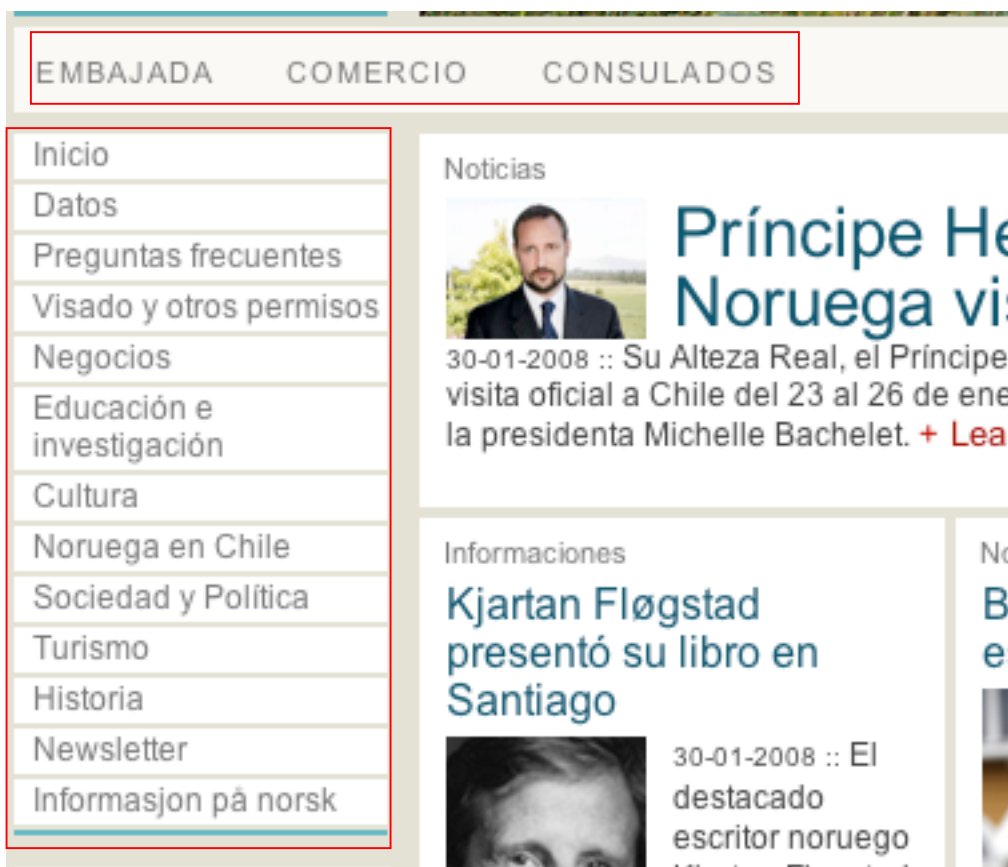 EMBAJADA COMERCIO CONSULADOS
Inicio
Datos
Preguntas frecuentes
Visado y otros permisos
Negocios
Educación e
investigación
Cultura
Noruega en Chile
Sociedad y Política
Turismo
Historia
Newsletter
Informasjon på norsk
Noticias
Príncipe He
Noruega vi
30-01-2008 :: Su Alteza Real, el Príncipe
visita oficial a Chile del 23 al 26 de ene
la presidenta Michelle Bachelet. + Lea
Informaciones
Kjartan Fløgstad
presentó su libro en
Santiago
30-01-2008 :: El
destacado
escritor noruego